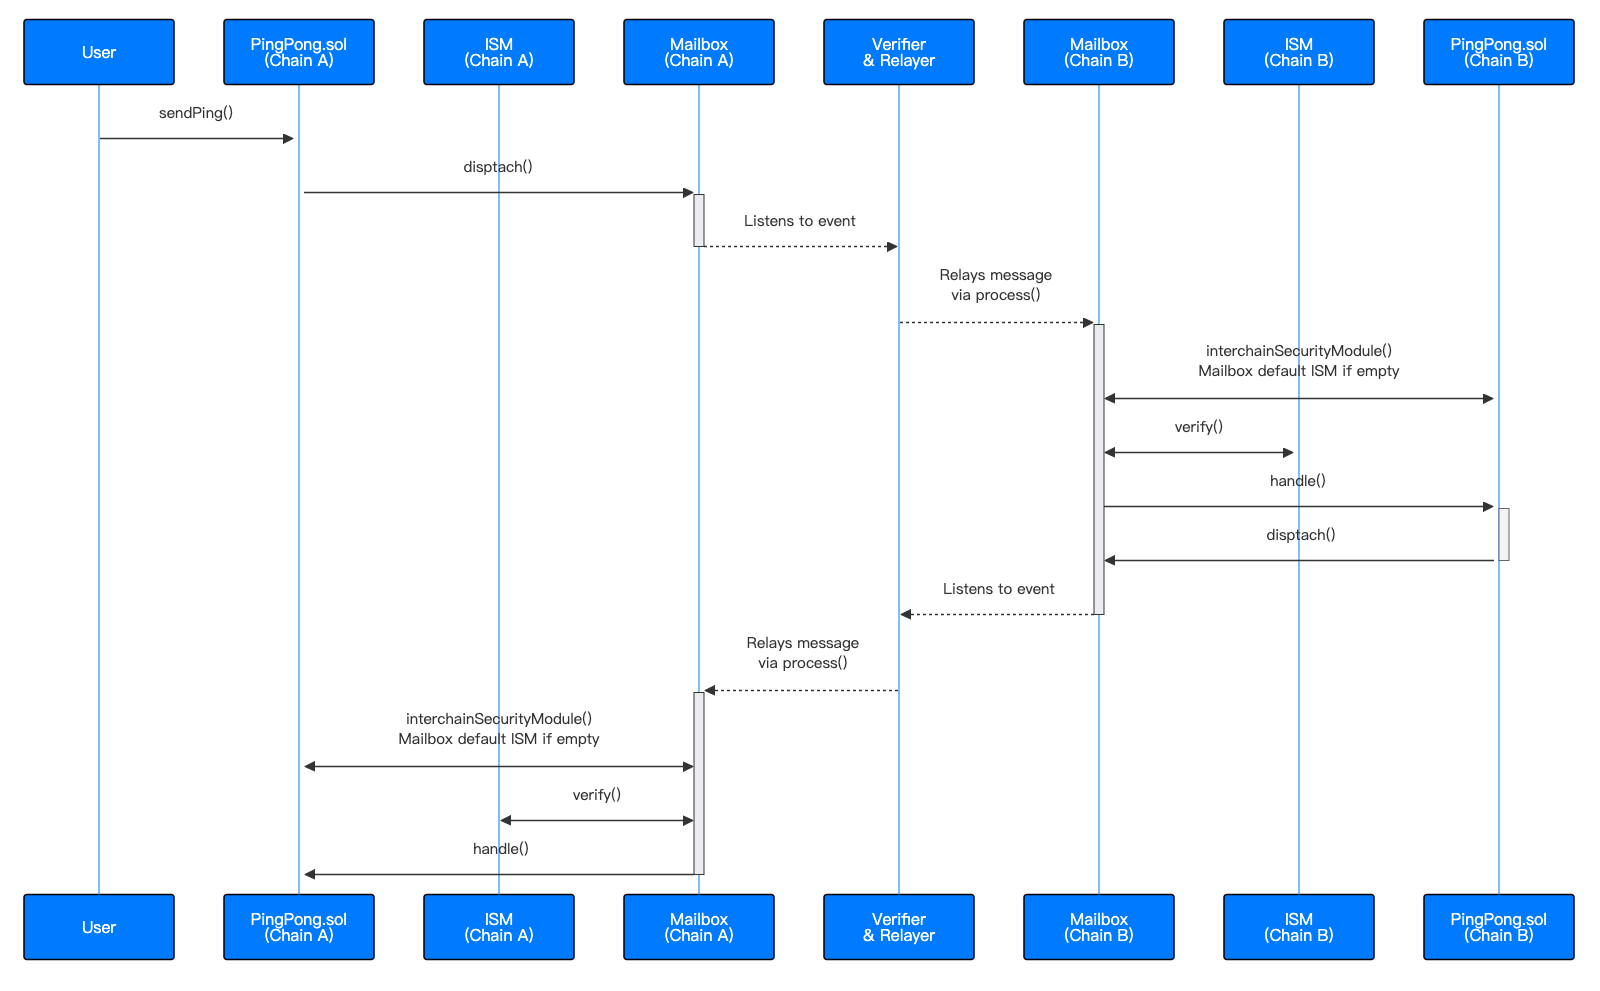 User
PingPong.sol
(Chain A)
ISM
(Chain A)
Mailbox
(Chain A)
Verifier
& Relayer
Mailbox
(Chain B)
ISM
(Chain B)
PingPong.sol
(Chain B)
sendPing()
disptach()
Listens to event
Relays message
via process()
interchainSecurityModule()
Mailbox default ISM if empty
verify()
handle()
disptach()
Listens to event
Relays message
via process()
interchainSecurityModule()
Mailbox default ISM if empty
verify()
handle()
User
PingPong.sol
(Chain A)
ISM
(Chain A)
Mailbox
(Chain A)
Verifier
& Relayer
Mailbox
(Chain B)
ISM
(Chain B)
PingPong.sol
(Chain B)